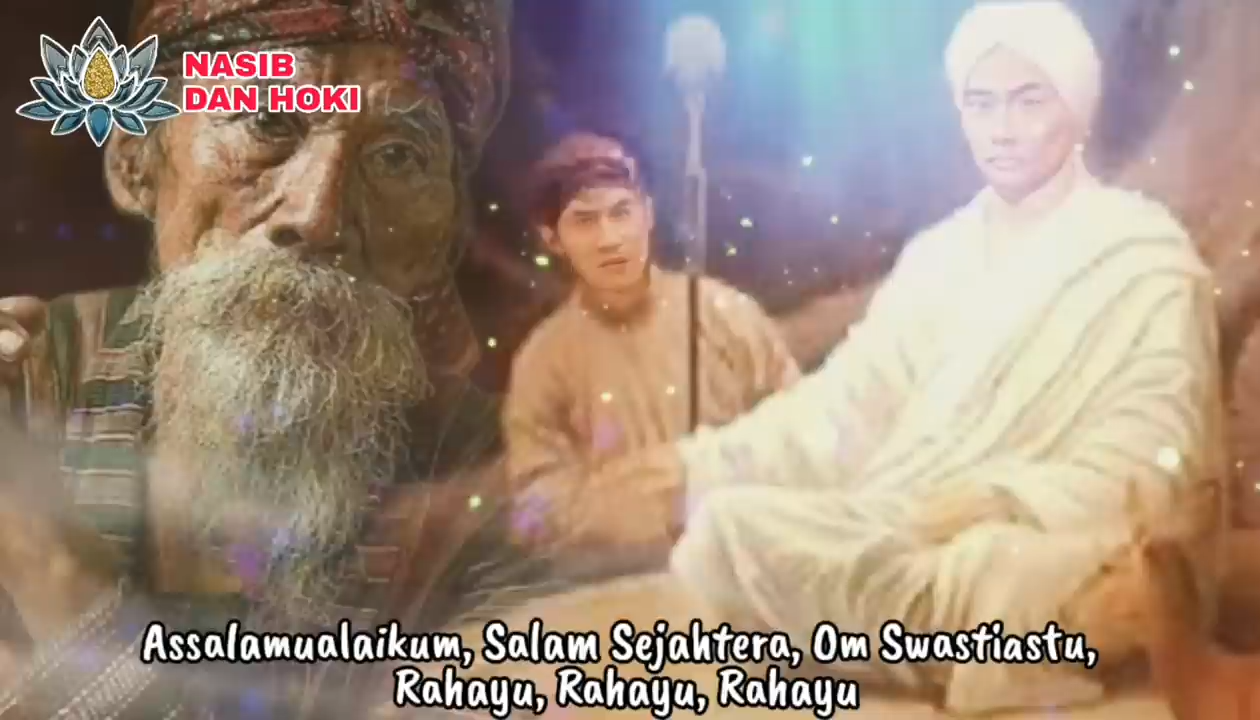 NASIB
DAN HOKI
Assalamualaikum, Salam Sejahtera, Om Swastiastu,
Rahayu, Rahayu, Rahayu